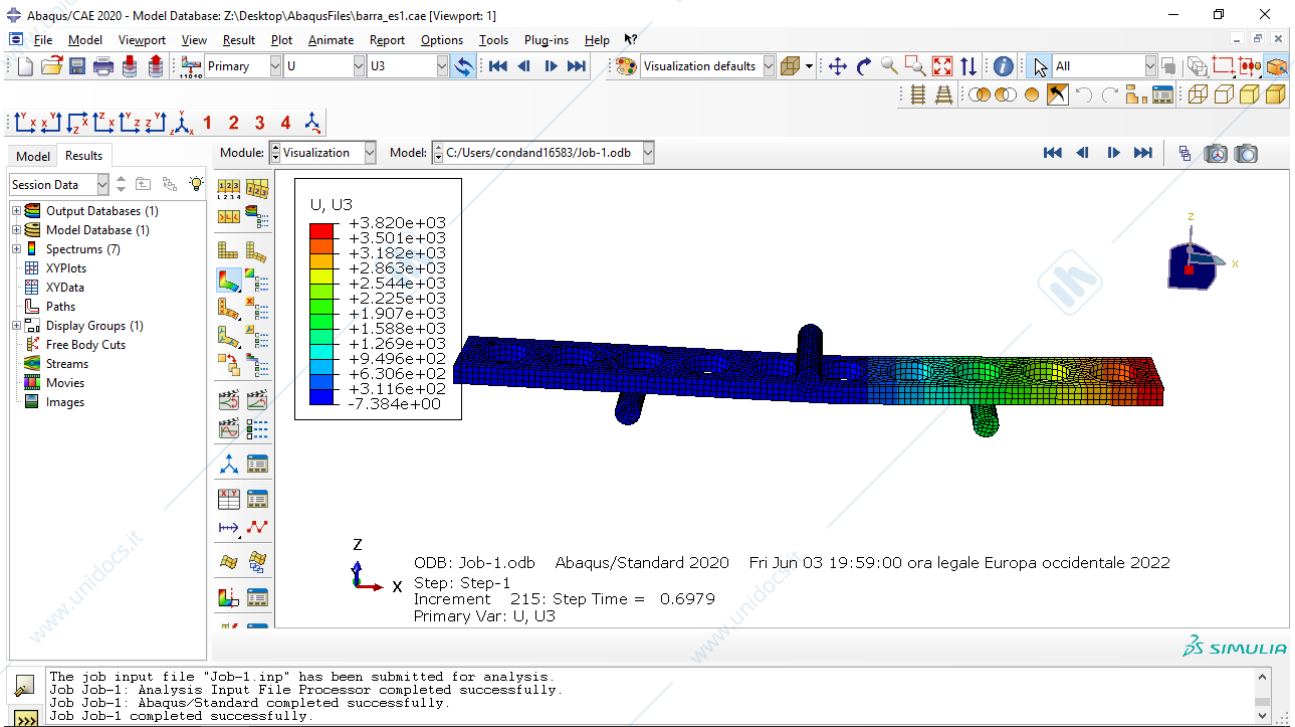 Abaqus/CAE 2020 - Model Database: Z:\Desktop\AbaqusFiles\barra_es1.cae [Viewport: 1]
File Model Viewport View Result Plot Animate Report Options Tools Plug-ins Help
Primary U U3 Visualization defaults All
1 2 3 4
Model Results Module: Visualization Model: C:/Users/condand16583/Job-1.odb
Session Data
Output Databases (1)
Model Database (1)
Spectrums (7)
XYPlots
XYData
Paths
Display Groups (1)
Free Body Cuts
Streams
Movies
Images
U, U3
+3.820e+03
+3.501e+03
+3.182e+03
+2.863e+03
+2.544e+03
+2.225e+03
+1.907e+03
+1.588e+03
+1.269e+03
+9.496e+02
+6.306e+02
+3.116e+02
-7.384e+00
Z
X
Z
Y
X
ODB: Job-1.odb Abaqus/Standard 2020 Fri Jun 03 19:59:00 ora legale Europa occidentale 2022
Step: Step-1
Increment 215: Step Time = 0.6979
Primary Var: U, U3
SIMULIA
The job input file "Job-1.inp" has been submitted for analysis.
Job Job-1: Analysis Input File Processor completed successfully.
Job Job-1: Abaqus/Standard completed successfully.
Job Job-1 completed successfully.
www.unidocs.it
www.unidocs.it